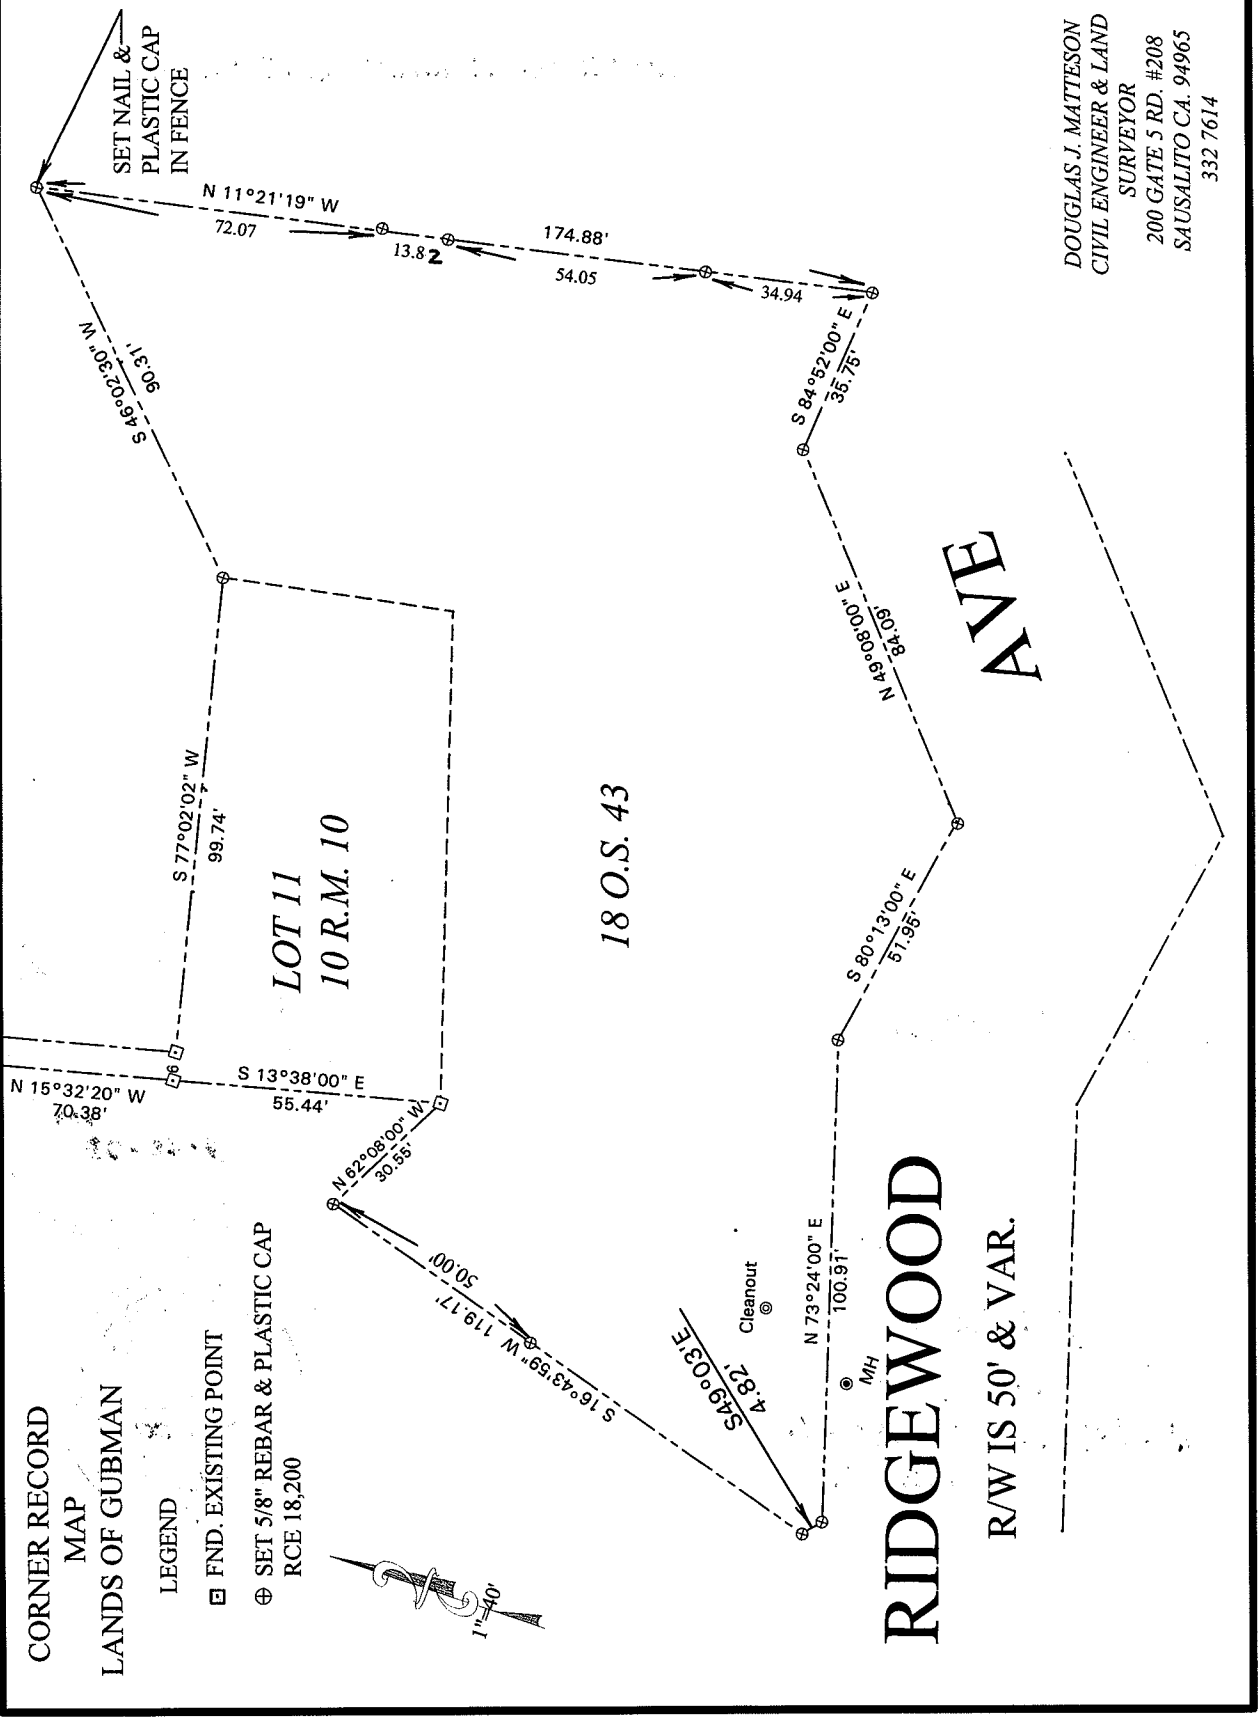 CORNER RECORD
MAP
LANDS OF GUBMAN
LEGEND
FND. EXISTING POINT
SET 5/8" REBAR & PLASTIC CAP
RCE 18,200
1"=40'
N 15°32'20" W
70.38'
6
S 13°38'00" E
55.44'
N 62°08'00" W
30.55'
50.00'
S 16°43'59" W 119.17'
S 77°02'02" W
99.74'
LOT 11
10 R.M. 10
S 46°02'30" W
90.31'
SET NAIL &
PLASTIC CAP
IN FENCE
N 11°21'19" W
72.07
13.82
174.88'
54.05
34.94
S 84°52'00" E
35.75'
N 49°08'00" E
84.09'
18 O.S. 43
S 80°13'00" E
51.95'
N 73°24'00" E
100.91'
Cleanout
MH
S49°03'E
4.82'
RIDGEWOOD
AVE
R/W IS 50' & VAR.
DOUGLAS J. MATTESON
CIVIL ENGINEER & LAND
SURVEYOR
200 GATE 5 RD. #208
SAUSALITO CA. 94965
332 7614